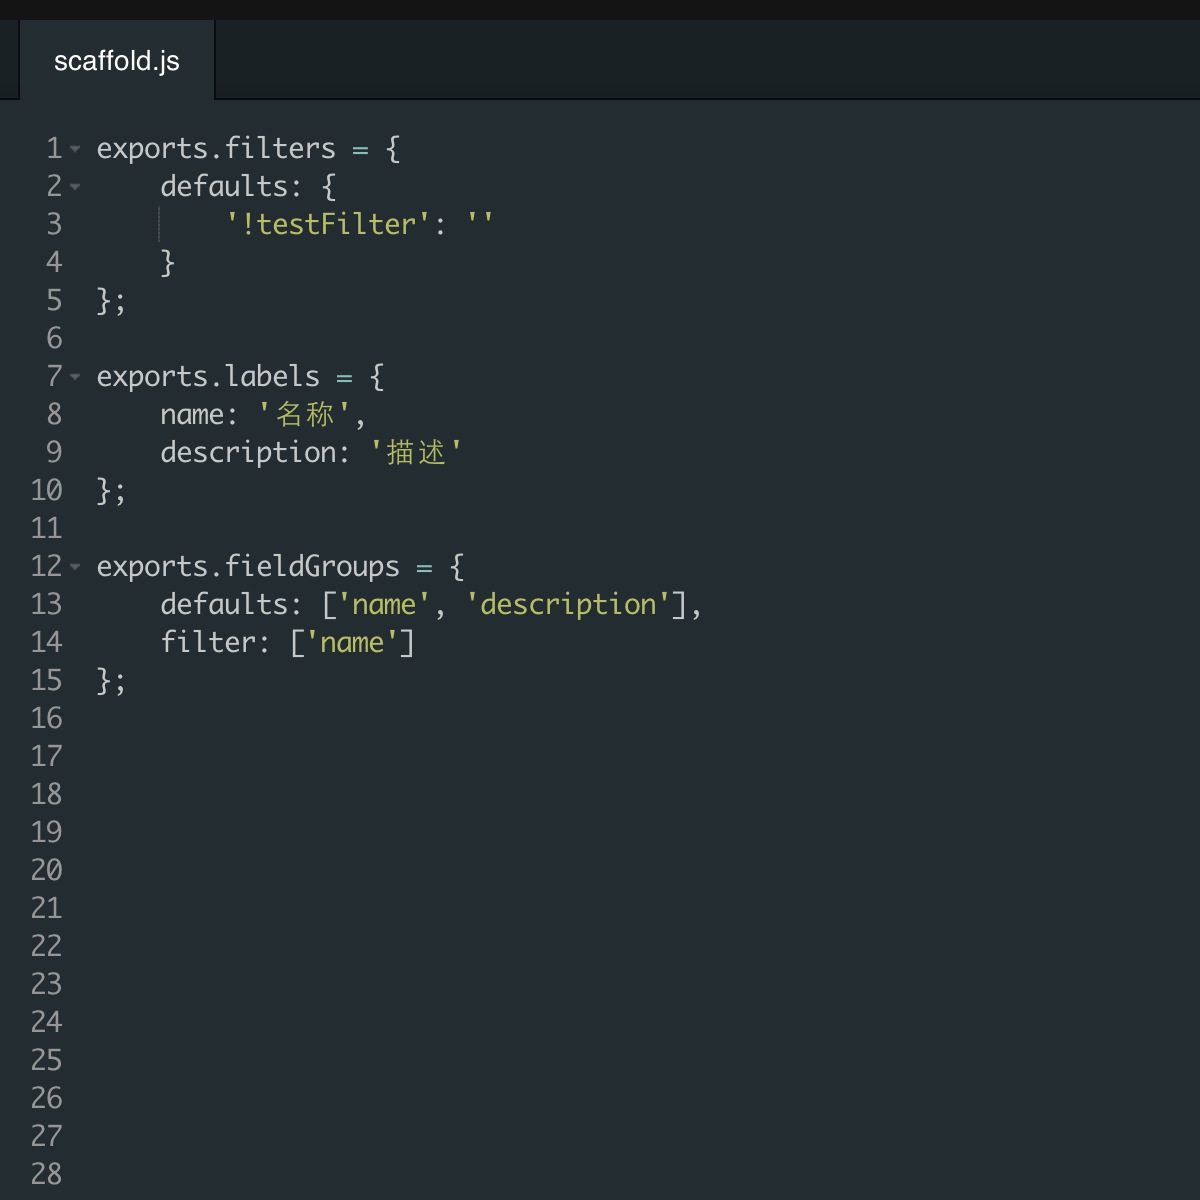 scaffold.js
1 exports.filters = {
2     defaults: {
3         '!testFilter': ''
4     }
5 };
6
7 exports.labels = {
8     name: '名称',
9     description: '描述'
10 };
11
12 exports.fieldGroups = {
13     defaults: ['name', 'description'],
14     filter: ['name']
15 };
16
17
18
19
20
21
22
23
24
25
26
27
28